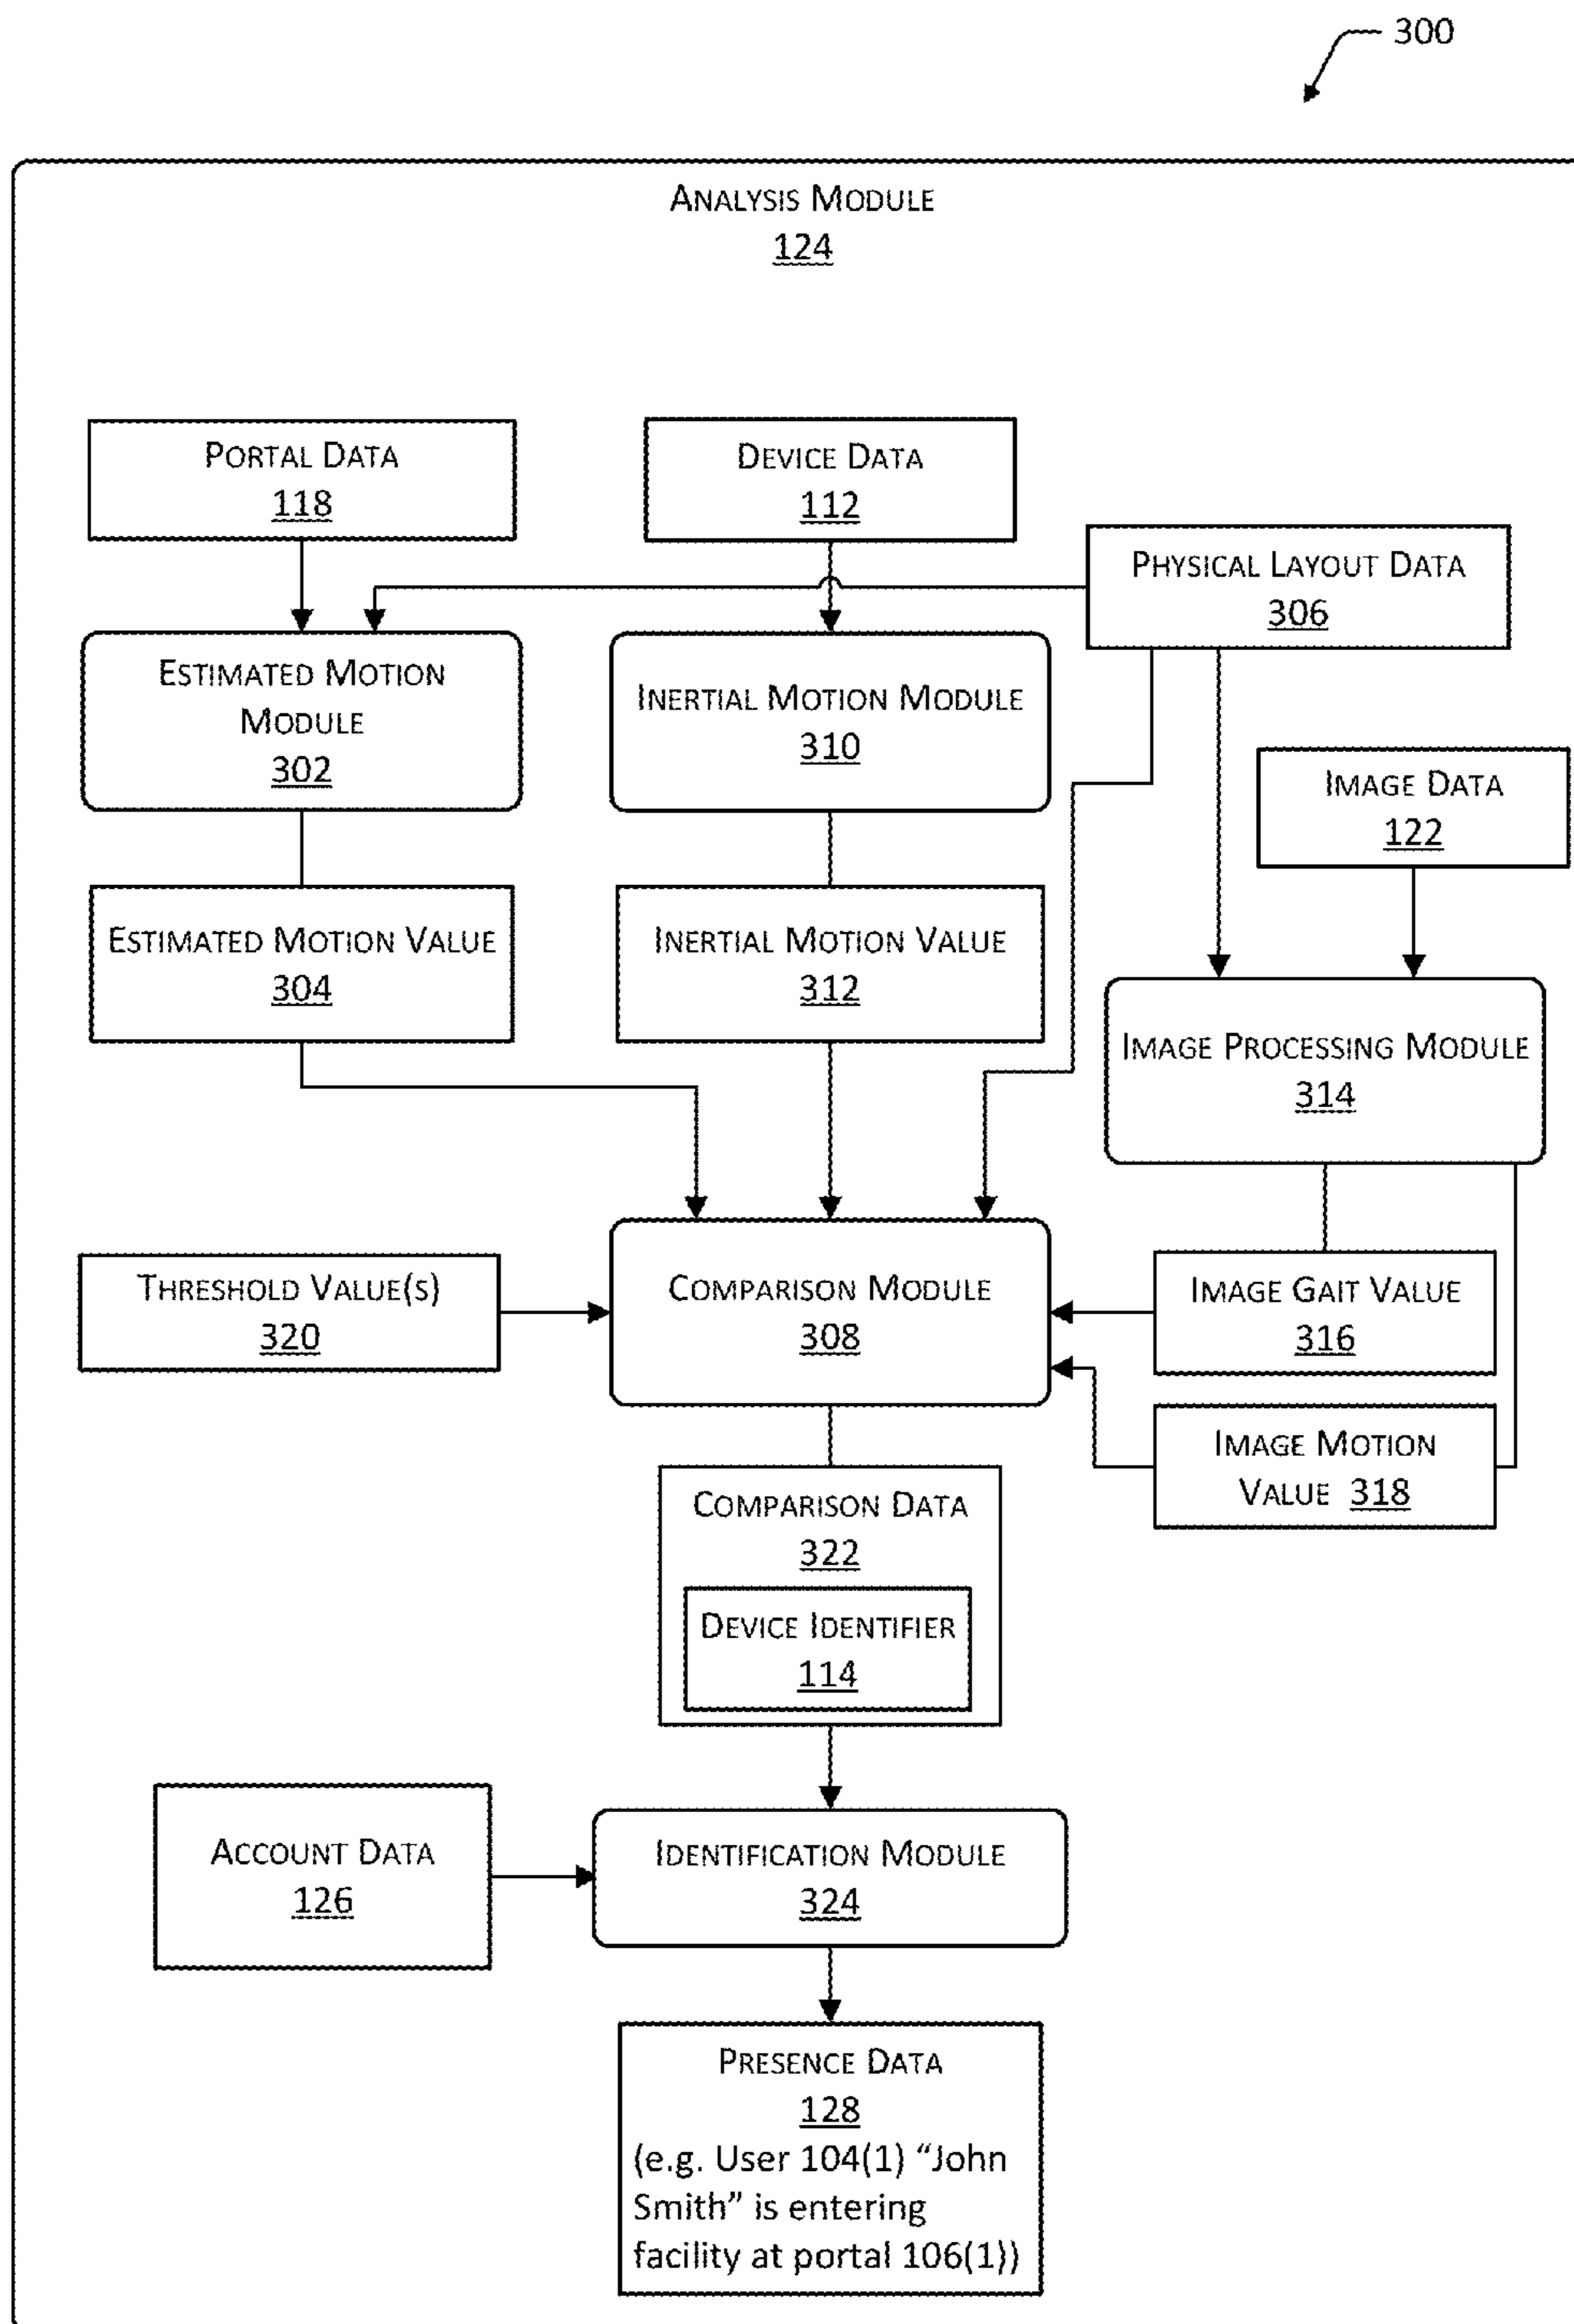 300
ANALYSIS MODULE
124
PORTAL DATA
118
DEVICE DATA
112
PHYSICAL LAYOUT DATA
306
ESTIMATED MOTION
MODULE
302
INERTIAL MOTION MODULE
310
IMAGE DATA
122
ESTIMATED MOTION VALUE
304
INERTIAL MOTION VALUE
312
IMAGE PROCESSING MODULE
314
THRESHOLD VALUE(S)
320
COMPARISON MODULE
308
IMAGE GAIT VALUE
316
IMAGE MOTION
VALUE 318
COMPARISON DATA
322
DEVICE IDENTIFIER
114
ACCOUNT DATA
126
IDENTIFICATION MODULE
324
PRESENCE DATA
128
(e.g. User 104(1) “John
Smith” is entering
facility at portal 106(1))